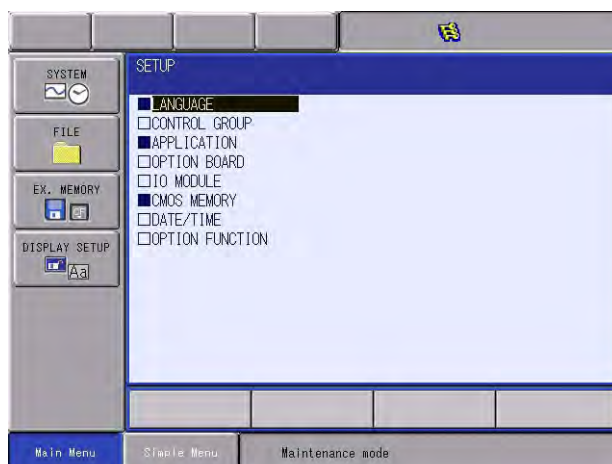 SETUP
SYSTEM
FILE
EX. MEMORY
DISPLAY SETUP
Aa
LANGUAGE
CONTROL GROUP
APPLICATION
OPTION BOARD
IO MODULE
CMOS MEMORY
DATE/TIME
OPTION FUNCTION
Main Menu
Simple Menu
Maintenance mode